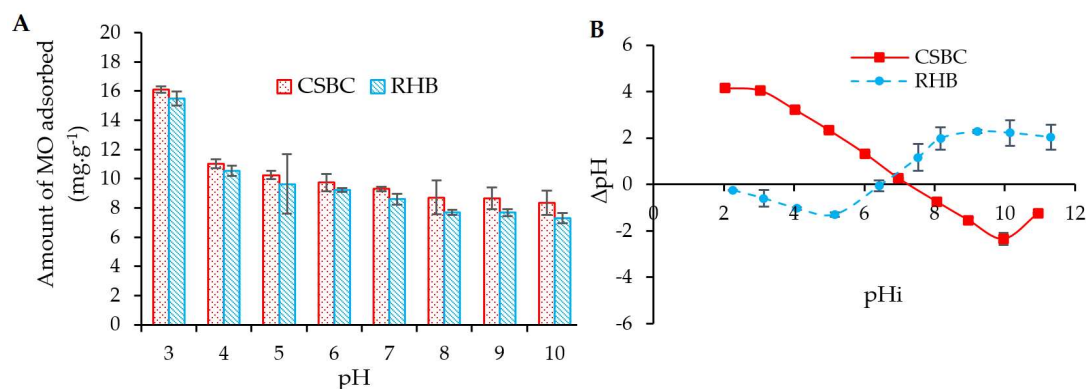 A
Amount of MO adsorbed
(mg.g-1)
20
18
16
14
12
10
8
6
4
2
0
CSBC
RHB
3 4 5 6 7 8 9 10
pH
B
ΔpH
6
4
2
0
-2
-4
-6
CSBC
RHB
0 2 4 6 8 10 12
pHi